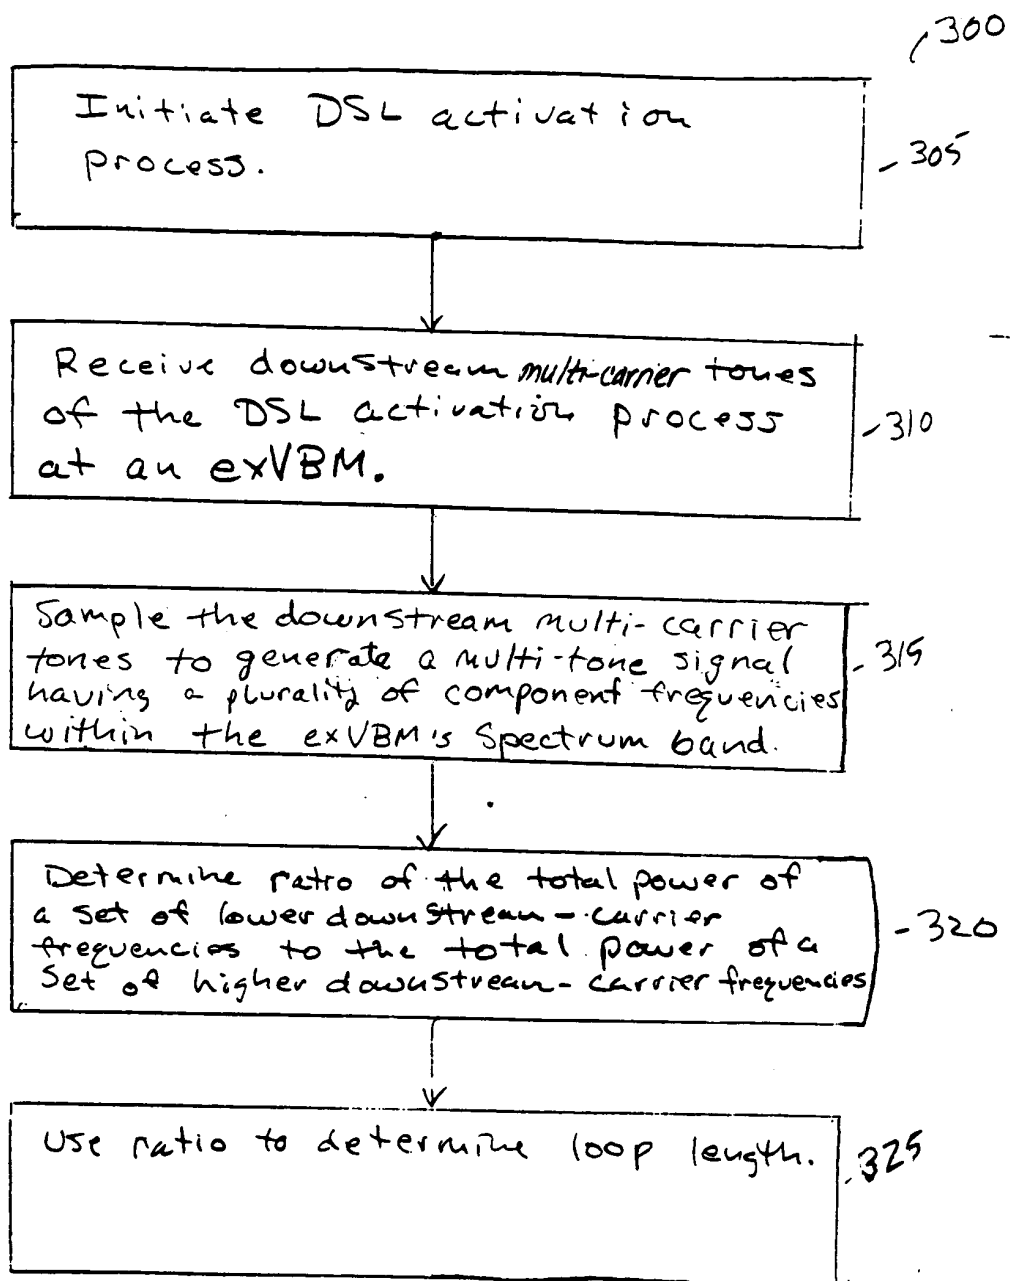 300
Initiate DSL activation
process.
305
Receive downstream multi-carrier tones
of the DSL activation process
at an exVBM.
310
Sample the downstream multi-carrier
tones to generate a multi-tone signal
having a plurality of component frequencies
within the exVBM's Spectrum band.
315
Determine ratio of the total power of
a set of lower downstream-carrier
frequencies to the total power of a
Set of higher downstream-carrier frequencies
320
Use ratio to determine loop length.
325